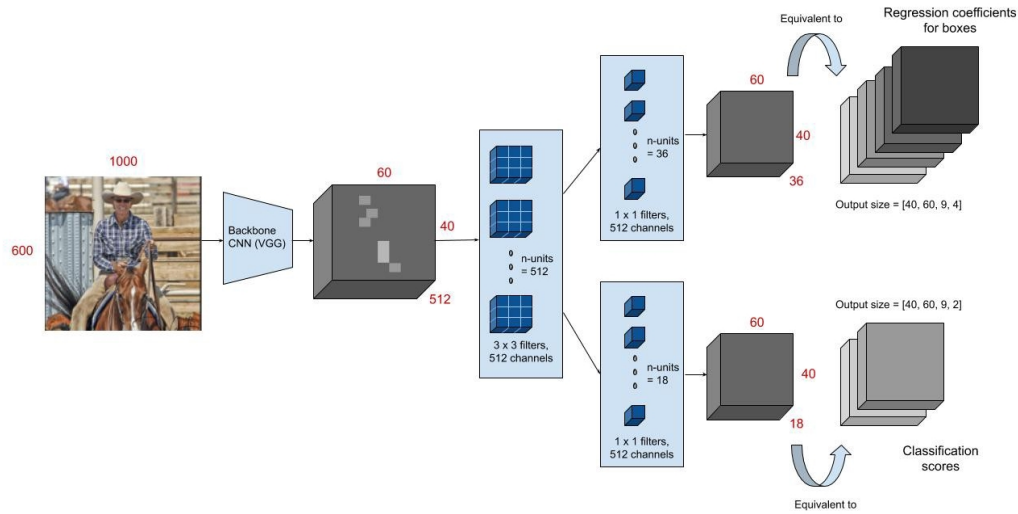 1000
600
Backbone
CNN (VGG)
60
40
512
n-units
= 512
3 x 3 filters,
512 channels
n-units
= 36
1 x 1 filters,
512 channels
60
40
36
Equivalent to
Regression coefficients
for boxes
Output size = [40, 60, 9, 4]
n-units
= 18
1 x 1 filters,
512 channels
60
40
18
Output size = [40, 60, 9, 2]
Classification
scores
Equivalent to